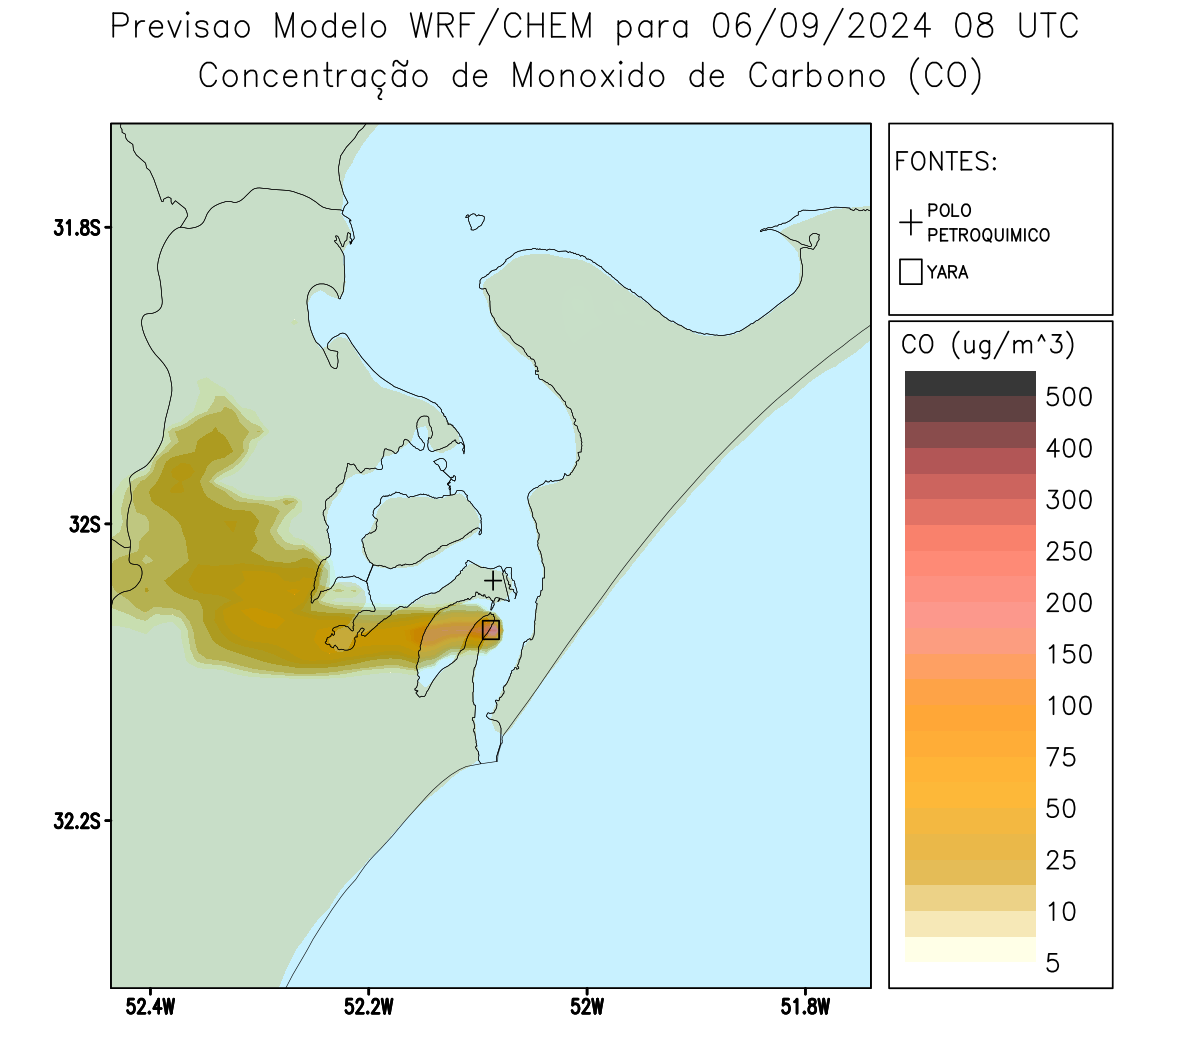 Previsao Modelo WRF/CHEM para 06/09/2024 08 UTC
Concentração de Monoxido de Carbono (CO)
FONTES:
POLO
PETROQUIMICO
YARA
31.8S
32S
32.2S
52.4W
52.2W
52W
51.8W
CO (ug/m^3)
500
400
300
250
200
150
100
75
50
25
10
5